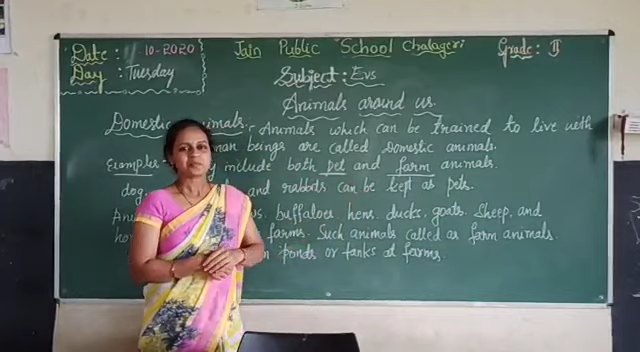 Date: 10-2020
Jain Public School Chalageri
Grade: II
Day: Tuesday
Subject: Evs
Animals around us.
Domestic animals:- Animals which can be trained to live with
beings are called Domestic animals.
Examples:- include both pet and farm animals.
dog, and rabbits can be kept as pets.
buffaloes hens, ducks, goats, Sheep, and
farms. Such animals called as farm animals.
Ponds or tanks at farms.